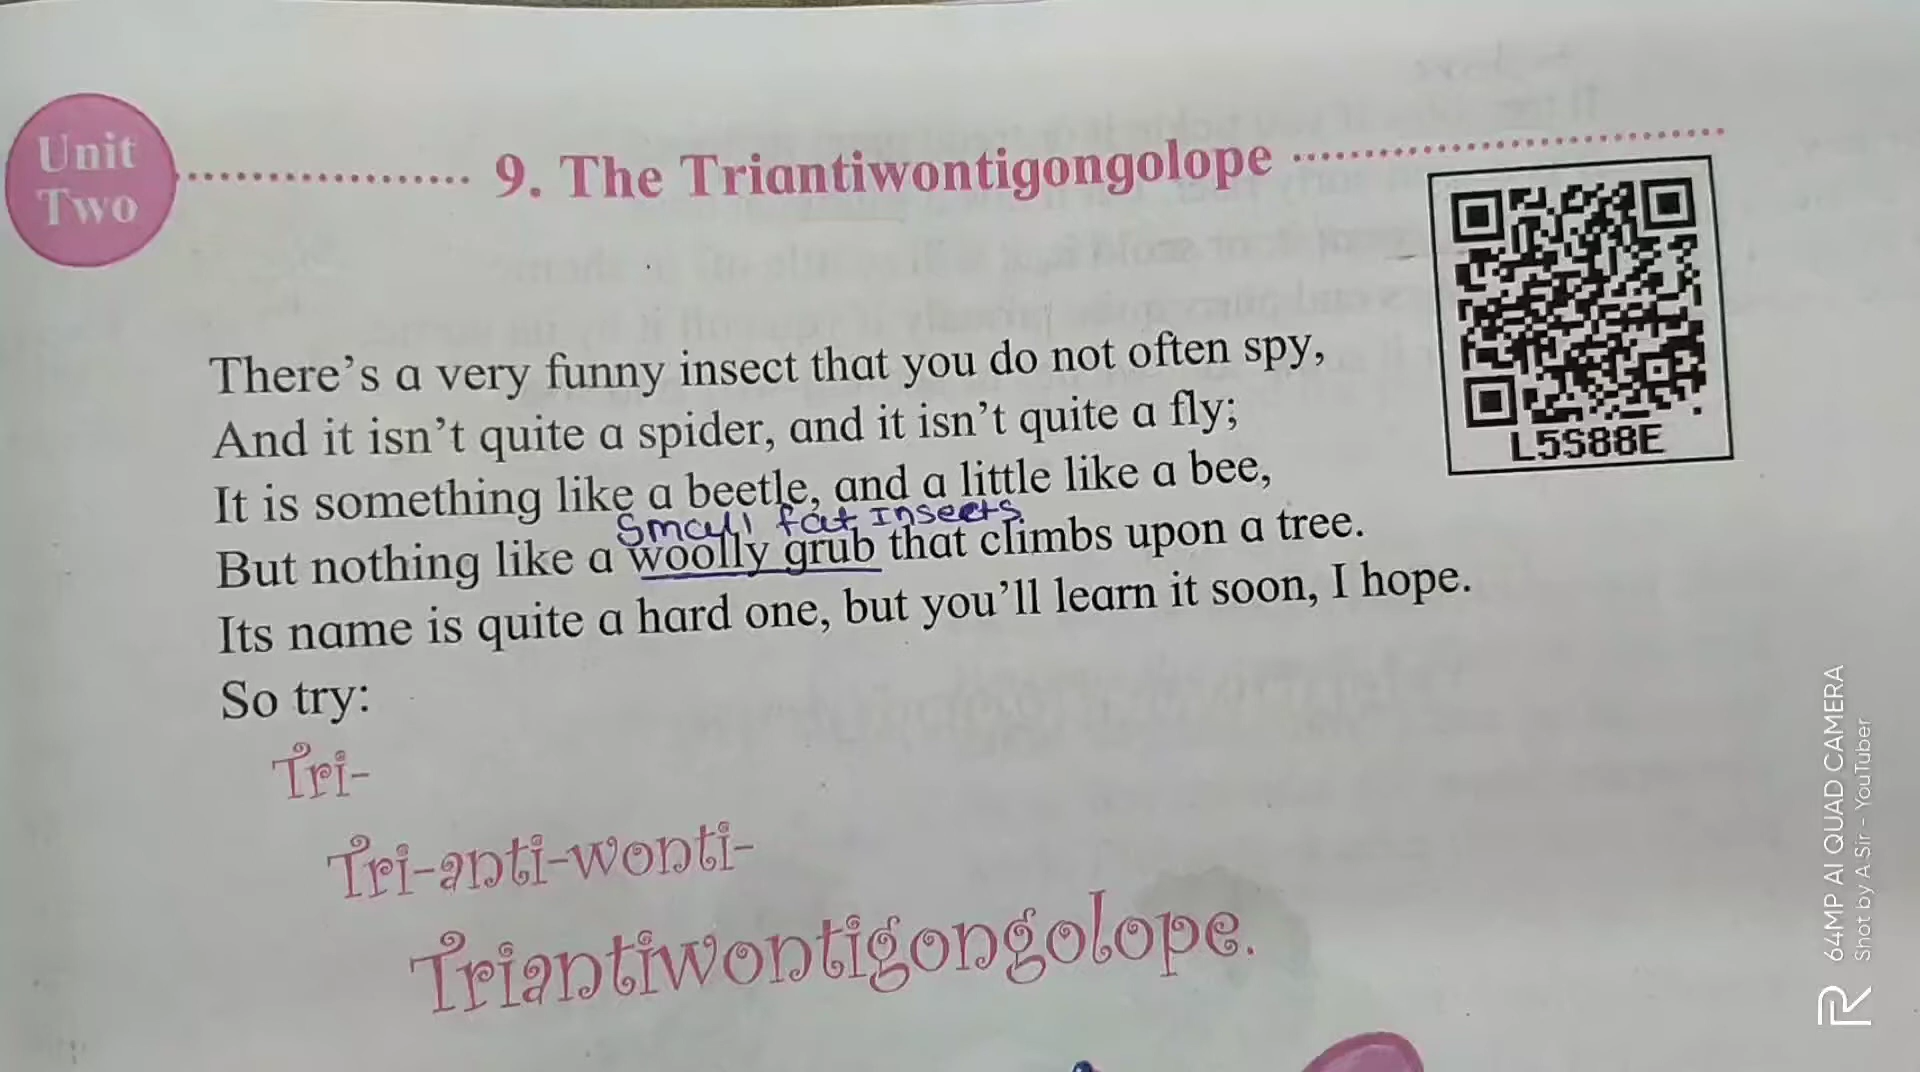 Unit
Two
9. The Triantiwontigongolope
L5S88E
There's a very funny insect that you do not often spy,
And it isn't quite a spider, and it isn't quite a fly;
It is something like a beetle, and a little like a bee,
Small fat Insects
But nothing like a woolly grub that climbs upon a tree.
Its name is quite a hard one, but you'll learn it soon, I hope.
So try:
Tri-
Tri-anti-wonti-
Triantiwontigongolope.
64MP AI QUAD CAMERA
Shot by A Sir - YouTuber